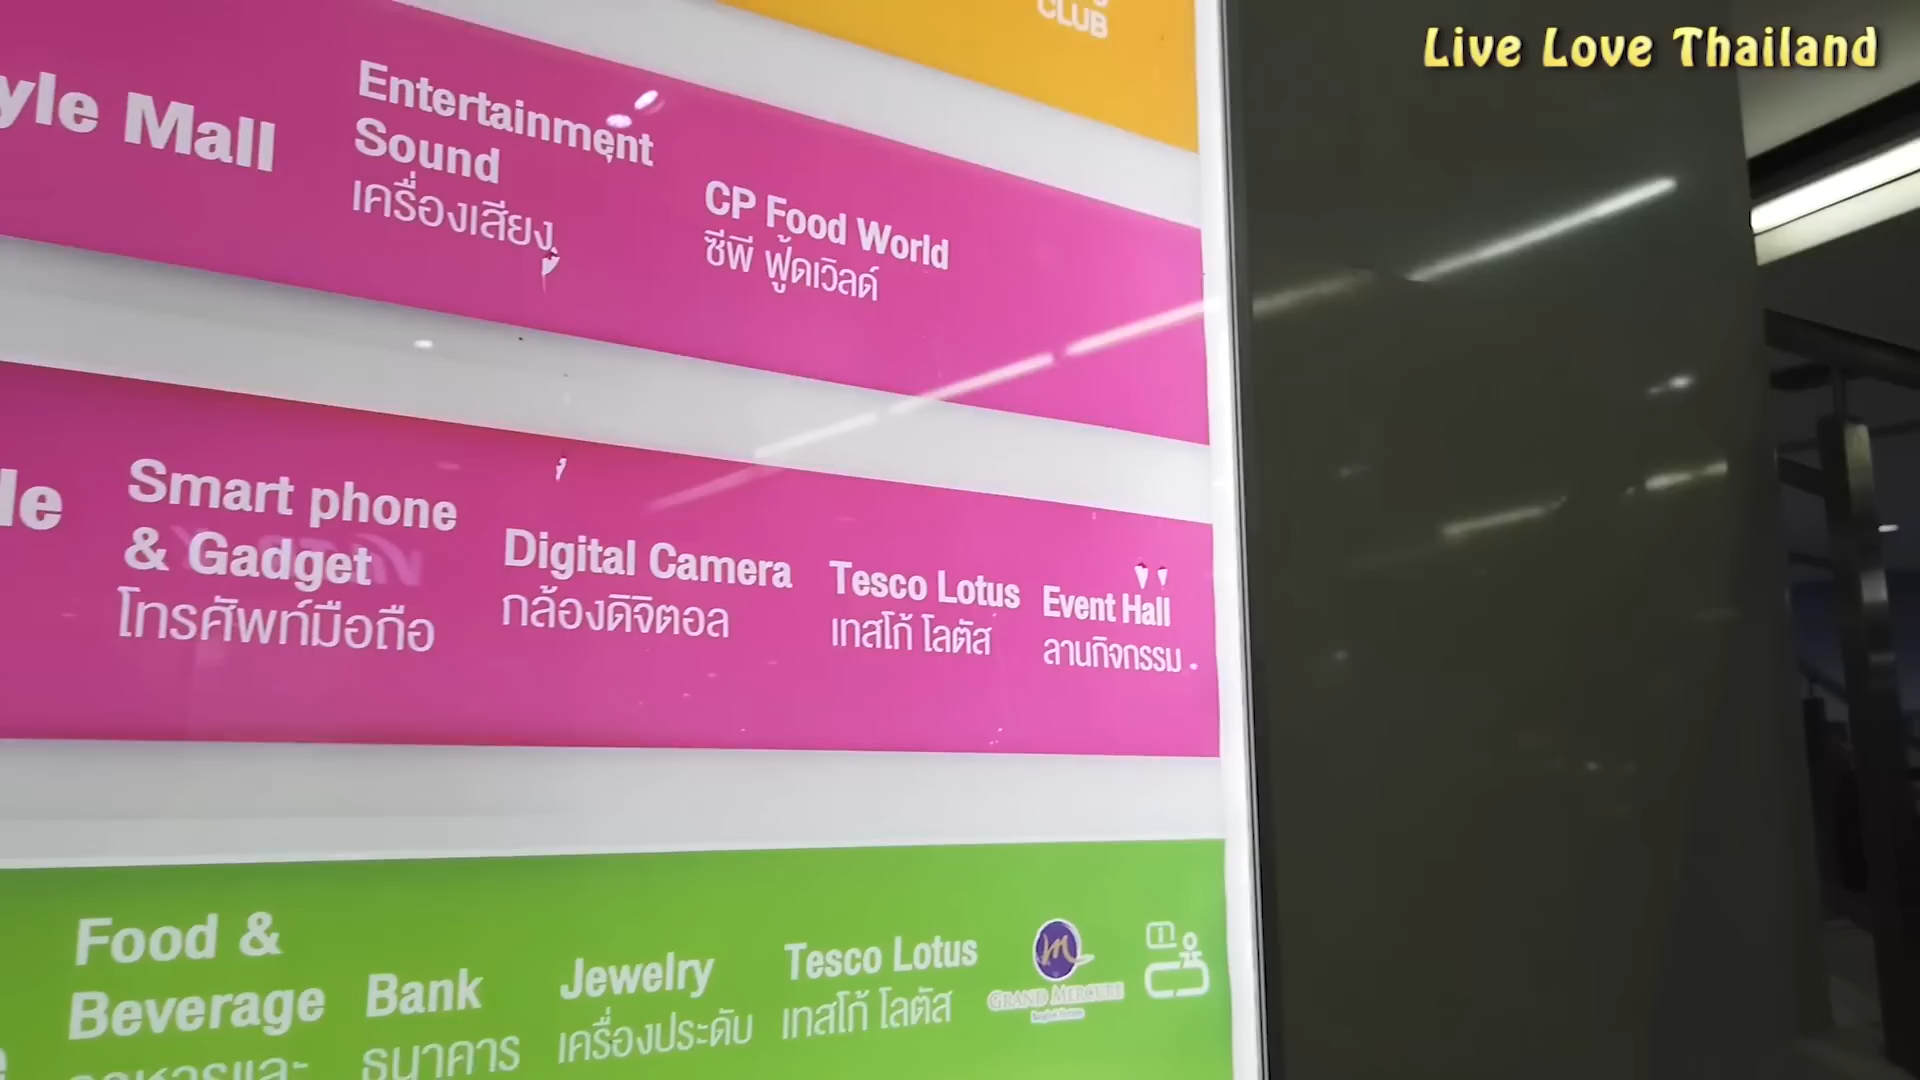 CLUB
Live Love Thailand
yle Mall
Entertainment
Sound
เครื่องเสียง
CP Food World
ซีพี ฟู้ดเวิลด์
le
Smart phone
& Gadget
โทรศัพท์มือถือ
Digital Camera
กล้องดิจิตอล
Tesco Lotus
เทสโก้ โลตัส
Event Hall
ลานกิจกรรม
Food &
Beverage
Bank
ธนาคาร
Jewelry
เครื่องประดับ
Tesco Lotus
เทสโก้ โลตัส
GRAND MERCURE